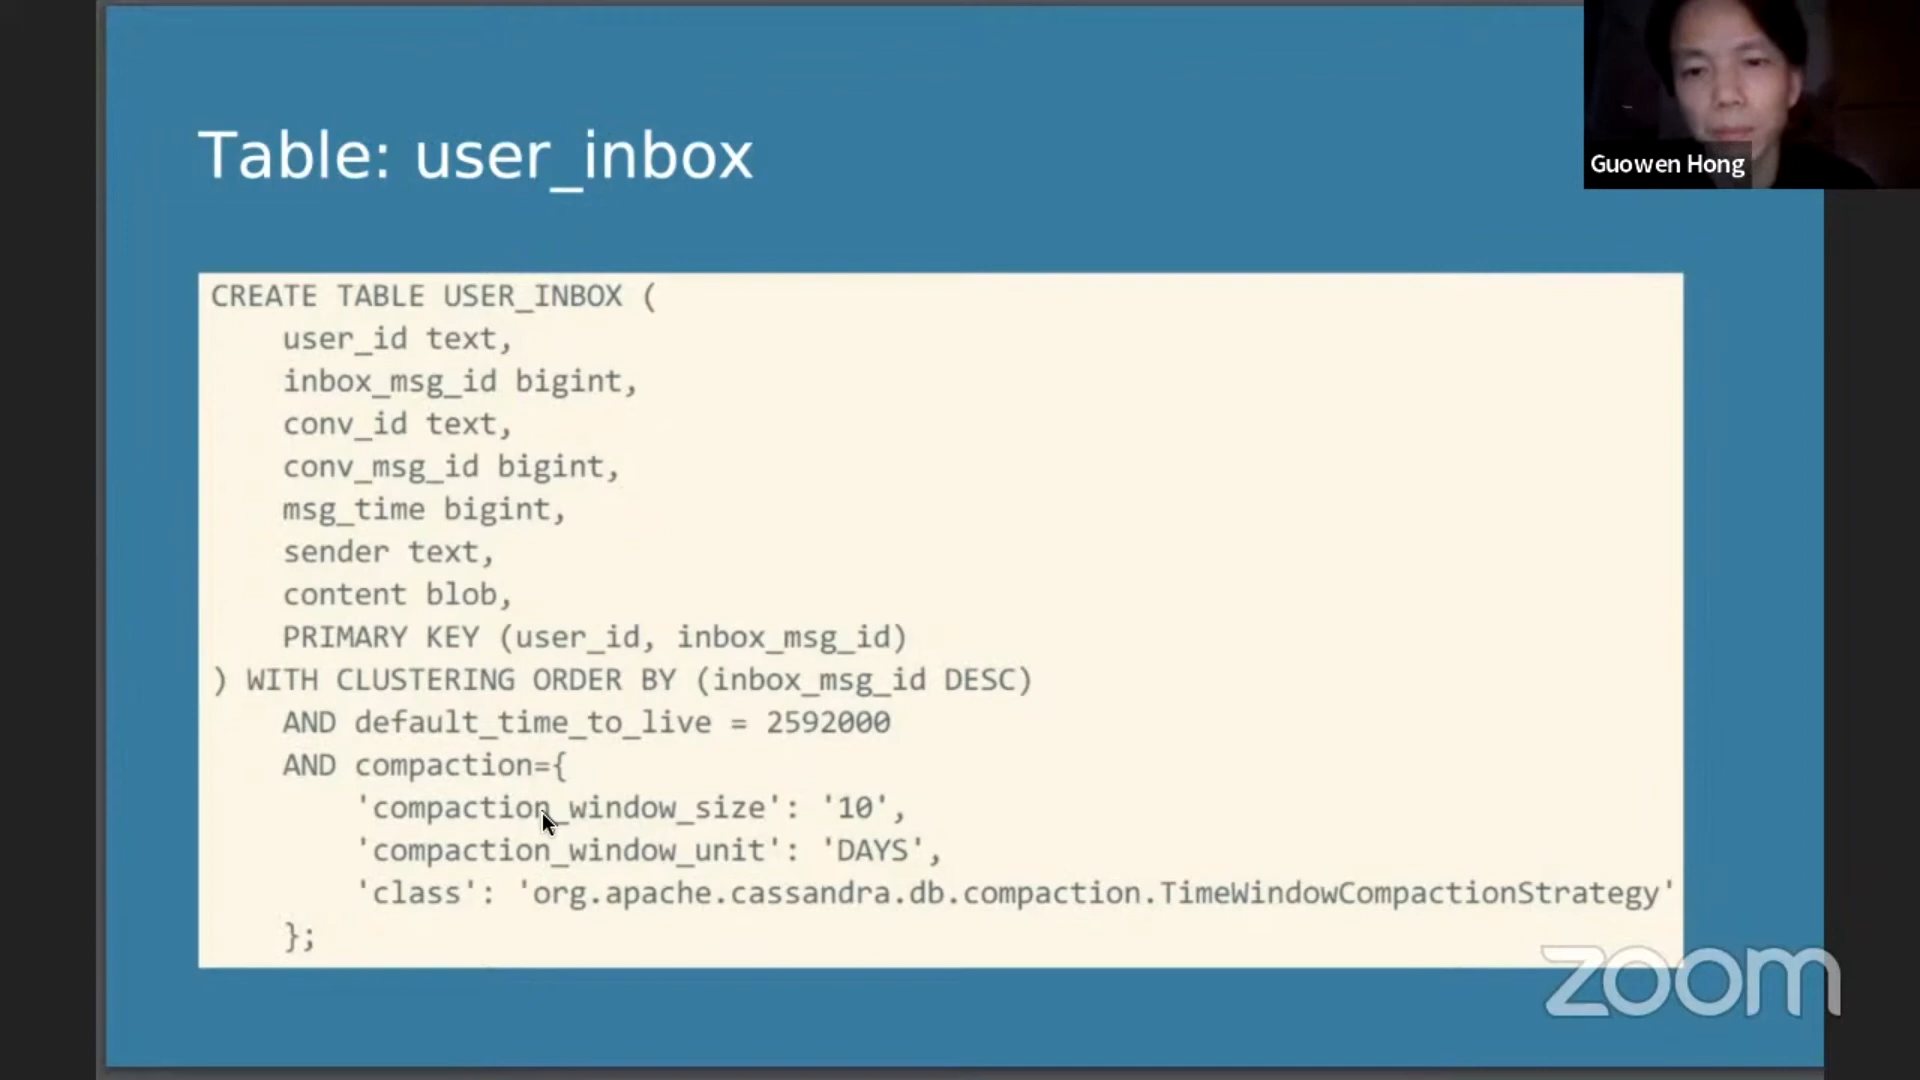 Guowen Hong
Table: user_inbox
CREATE TABLE USER_INBOX (
    user_id text,
    inbox_msg_id bigint,
    conv_id text,
    conv_msg_id bigint,
    msg_time bigint,
    sender text,
    content blob,
    PRIMARY KEY (user_id, inbox_msg_id)
) WITH CLUSTERING ORDER BY (inbox_msg_id DESC)
    AND default_time_to_live = 2592000
    AND compaction={
        'compaction_window_size': '10',
        'compaction_window_unit': 'DAYS',
        'class': 'org.apache.cassandra.db.compaction.TimeWindowCompactionStrategy'
    };
zoom